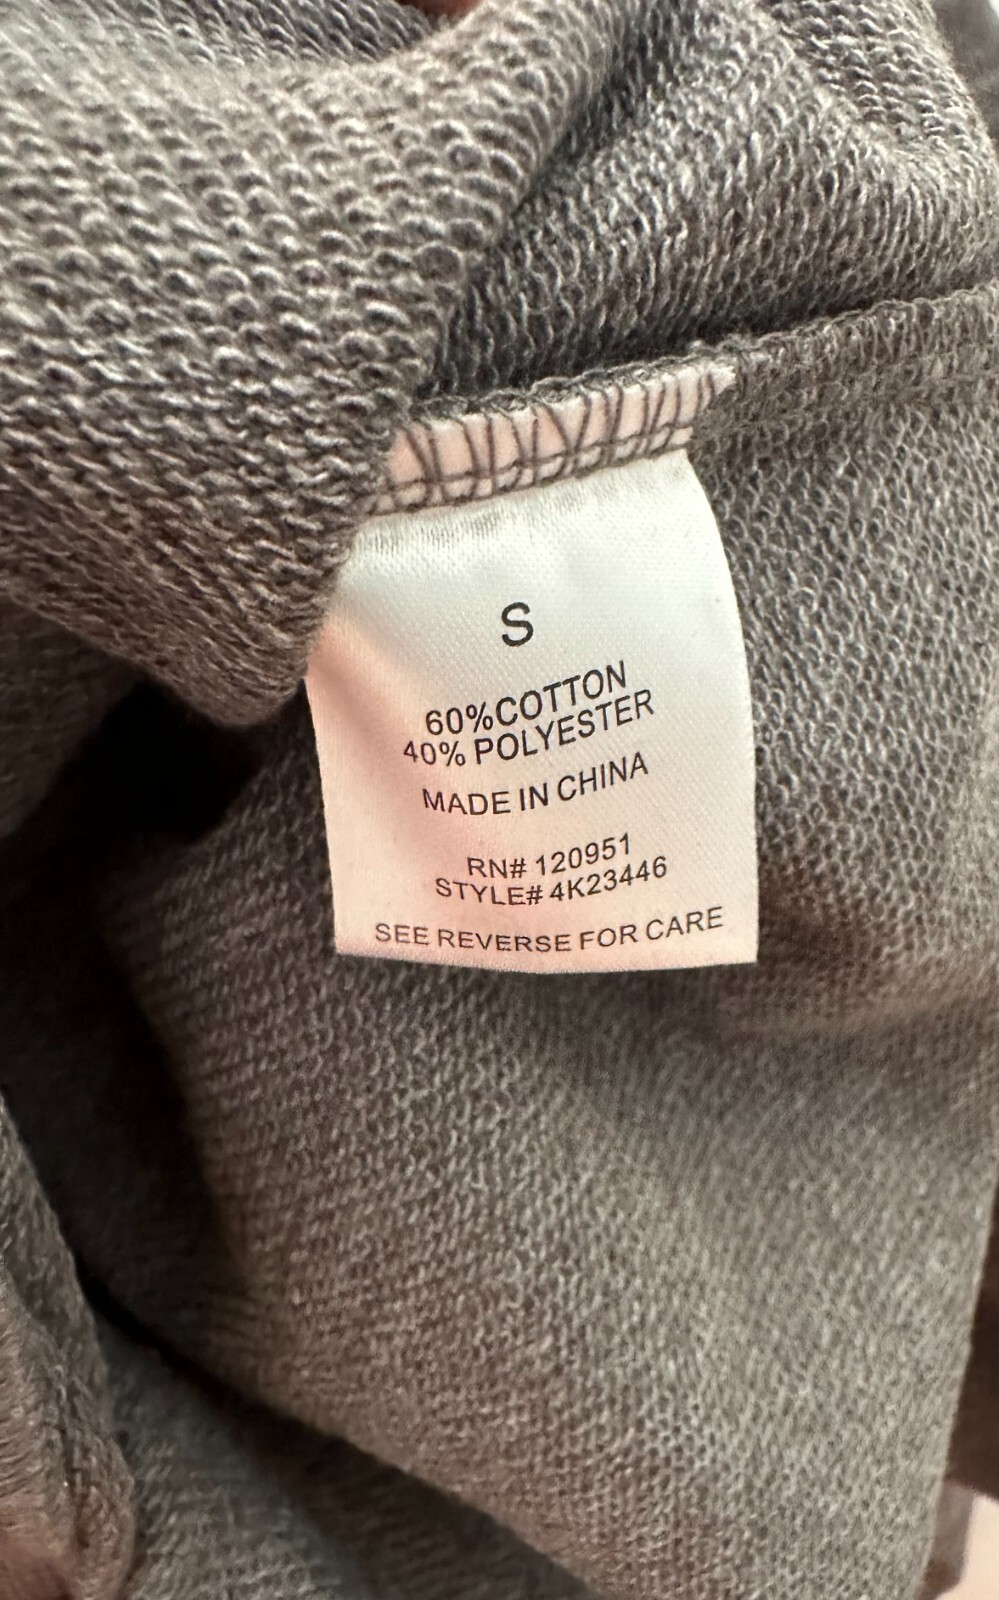 S
60%COTTON
40% POLYESTER
MADE IN CHINA
RN# 120951
STYLE# 4K23446
SEE REVERSE FOR CARE